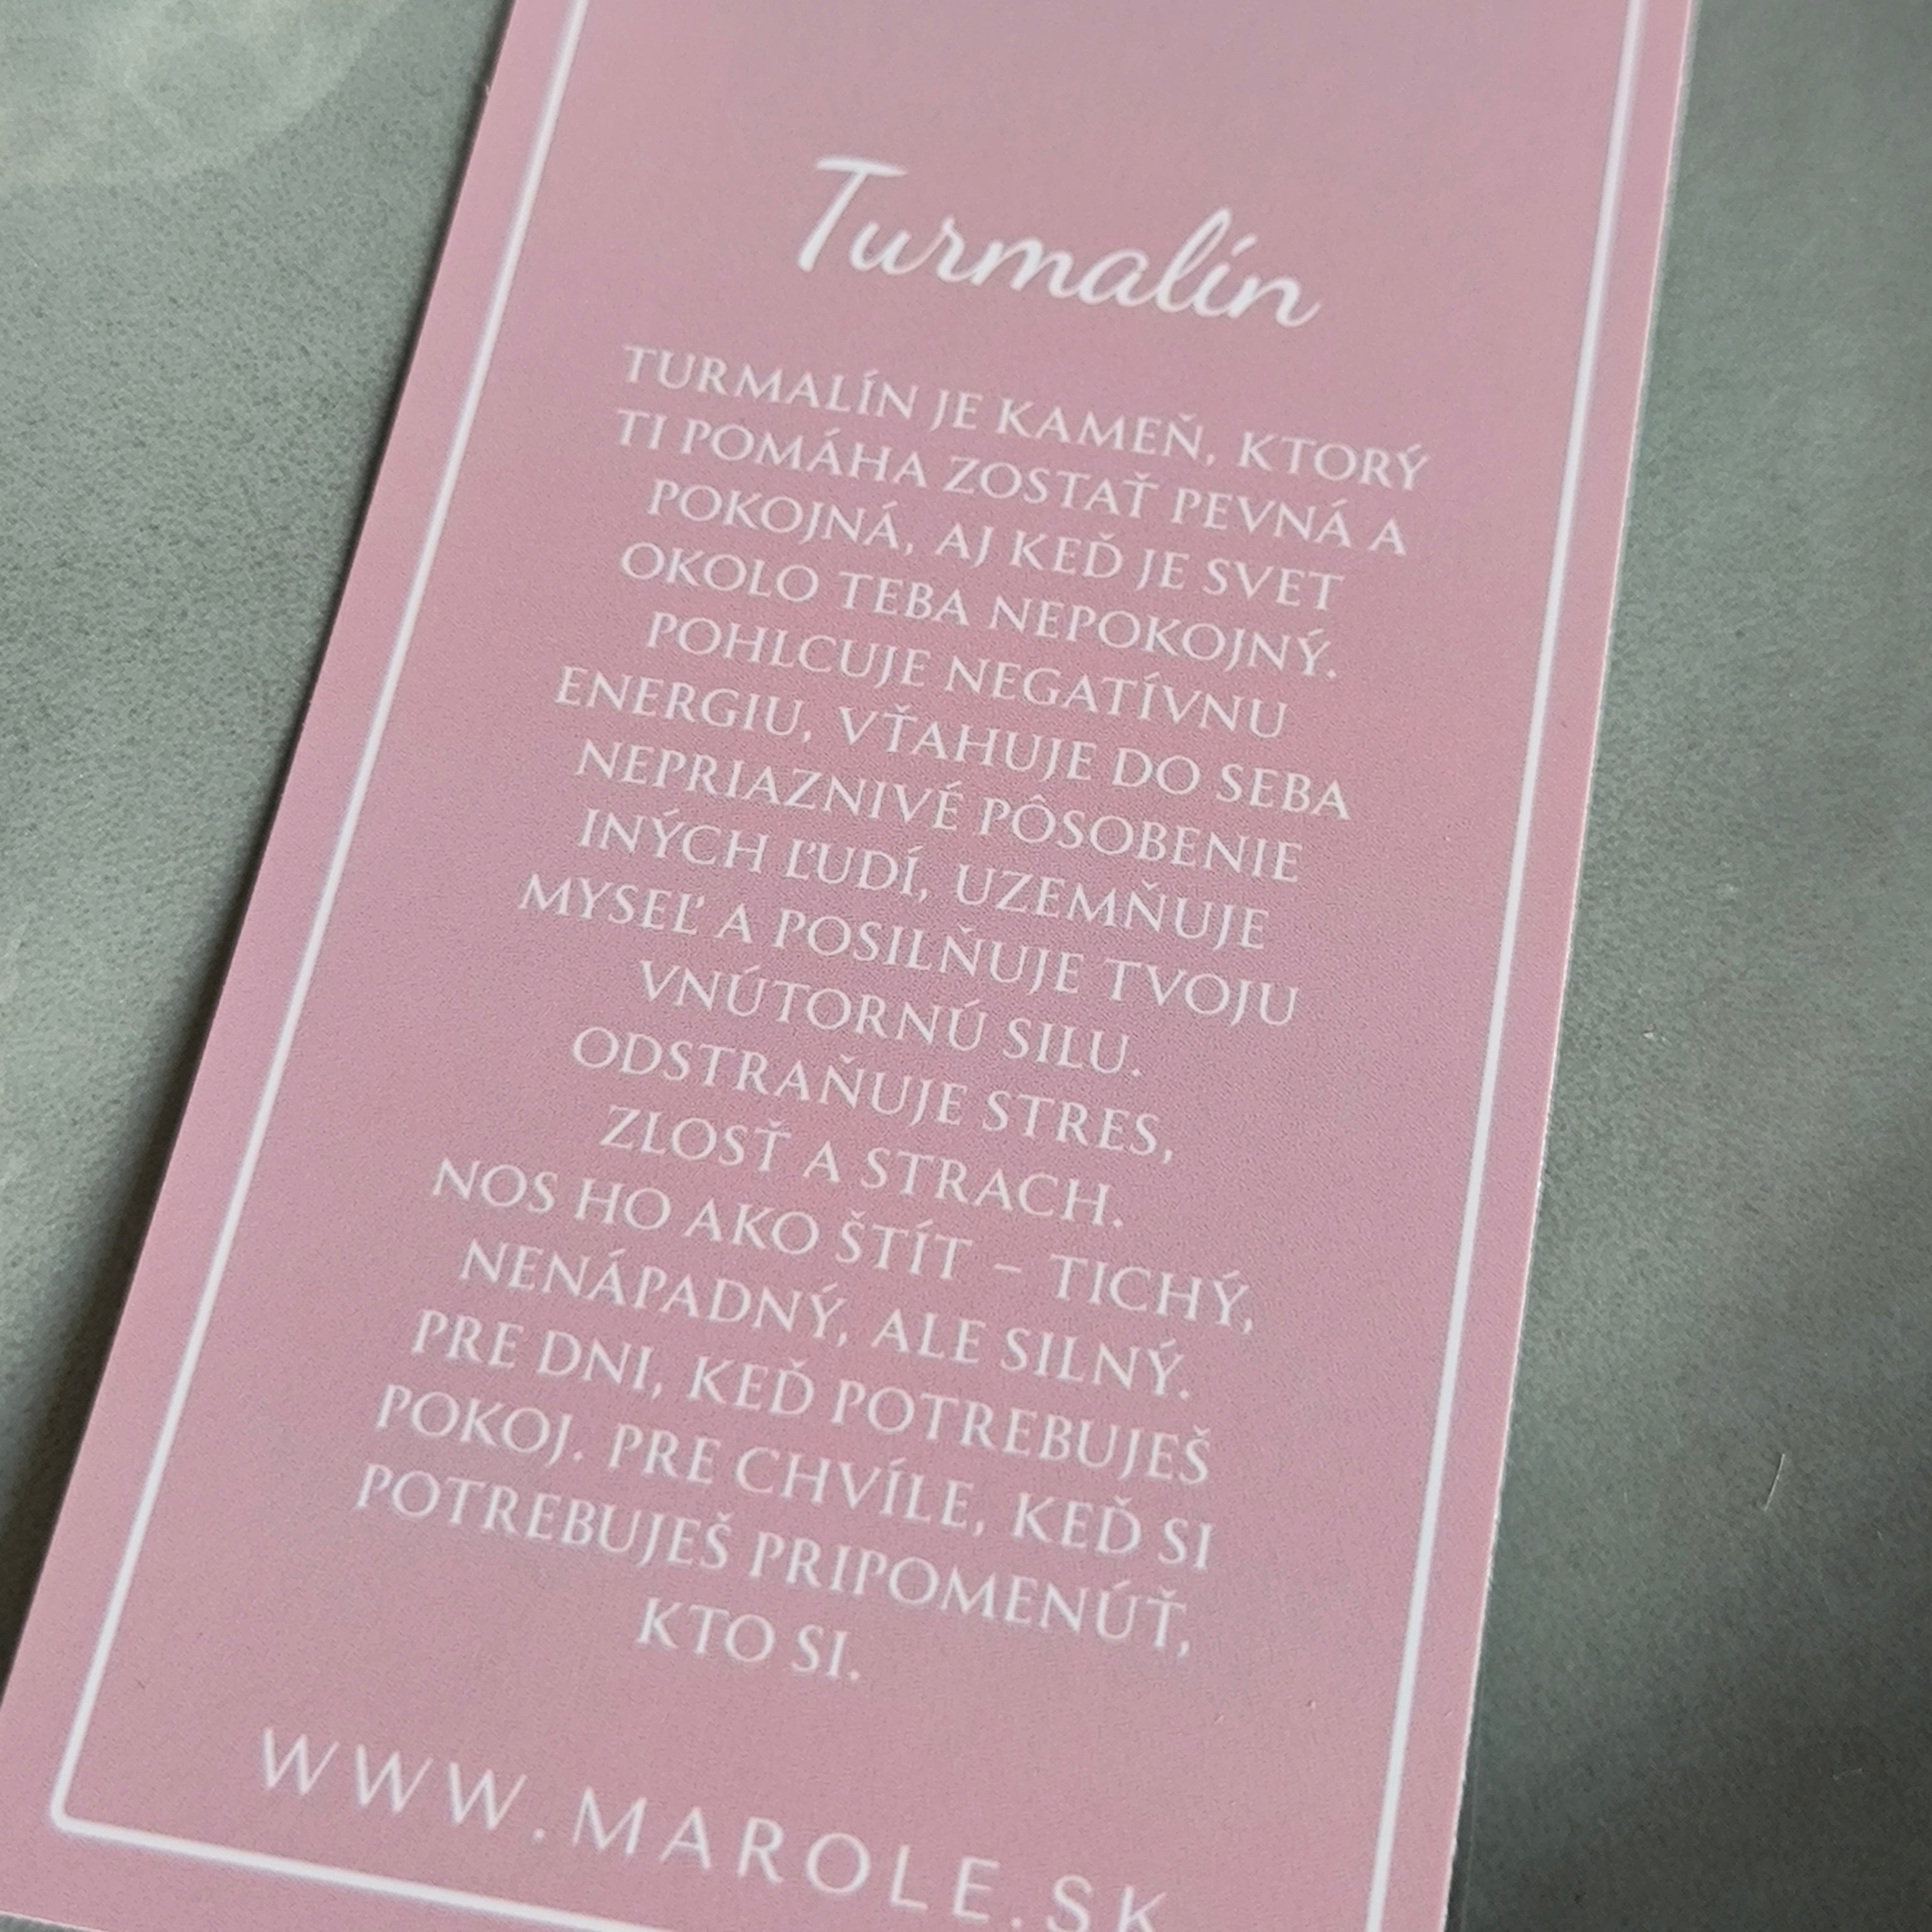 Turmalín
TURMALÍN JE KAMEŇ, KTORÝ
TI POMÁHA ZOSTAŤ PEVNÁ A
POKOJNÁ, AJ KEĎ JE SVET
OKOLO TEBA NEPOKOJNÝ.
POHLCUJE NEGATÍVNU
ENERGIU, VŤAHUJE DO SEBA
NEPRIAZNIVÉ PÔSOBENIE
INÝCH ĽUDÍ, UZEMŇUJE
MYSEĽ A POSILŇUJE TVOJU
VNÚTORNÚ SILU.
ODSTRAŇUJE STRES,
ZLOSŤ A STRACH.
NOS HO AKO ŠTÍT – TICHÝ,
NENÁPADNÝ, ALE SILNÝ.
PRE DNI, KEĎ POTREBUJEŠ
POKOJ. PRE CHVÍLE, KEĎ SI
POTREBUJEŠ PRIPOMENÚŤ,
KTO SI.
WWW.MAROLE.SK